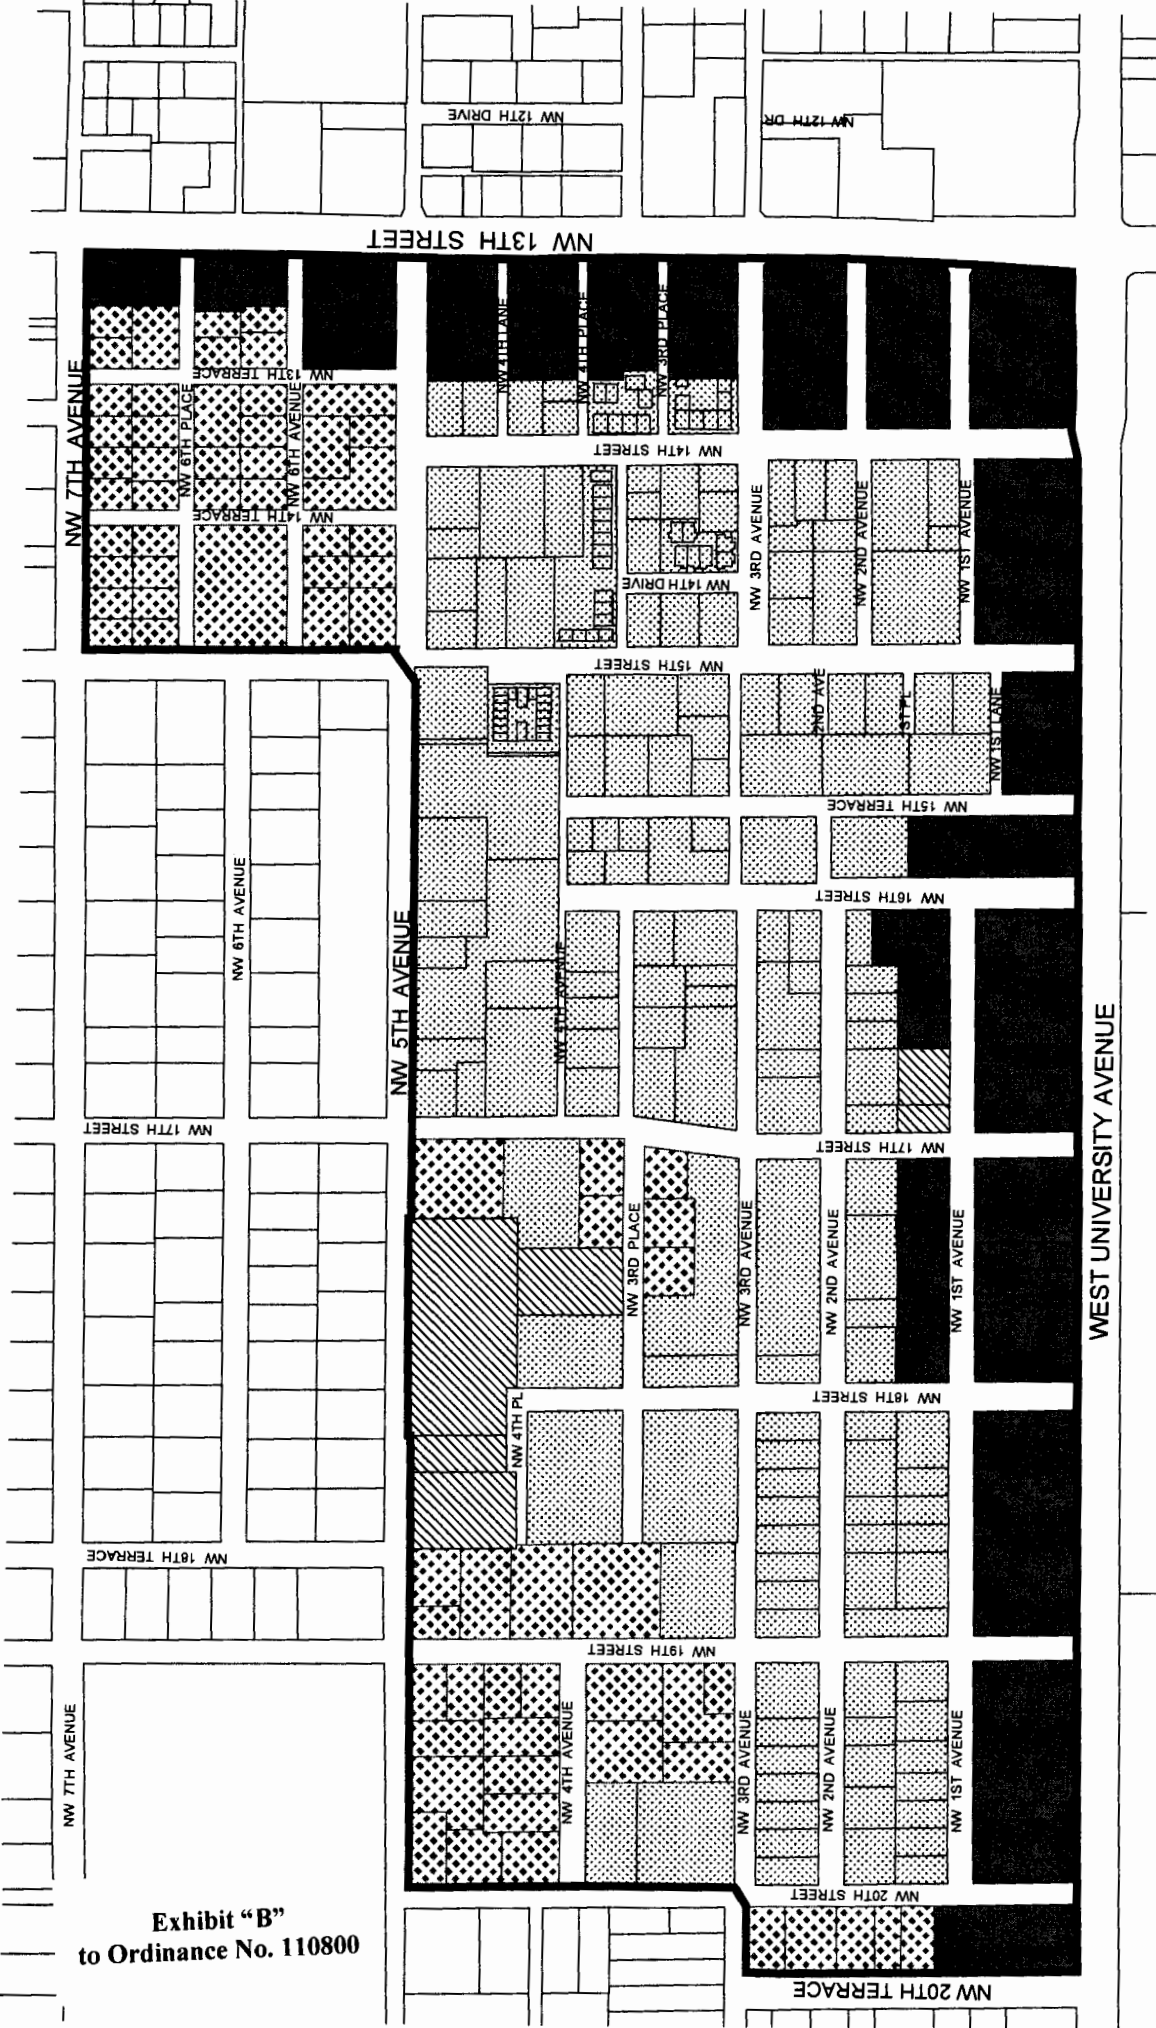 NW 12TH DRIVE
NW 12TH DR
NW 13TH STREET
NW 4TH LANE
NW 4TH PLACE
NW 3RD PLACE
NW 13TH TERRACE
NW 7TH AVENUE
NW 6TH PLACE
NW 6TH AVENUE
NW 14TH STREET
NW 14TH TERRACE
NW 3RD AVENUE
NW 2ND AVENUE
NW 1ST AVENUE
NW 14TH DRIVE
NW 15TH STREET
2ND AVE
ST PL
NW 1ST LANE
NW 15TH TERRACE
NW 16TH STREET
NW 6TH AVENUE
NW 5TH AVENUE
NW 4TH AVENUE
WEST UNIVERSITY AVENUE
NW 17TH STREET
NW 17TH STREET
NW 3RD PLACE
NW 3RD AVENUE
NW 2ND AVENUE
NW 1ST AVENUE
NW 18TH STREET
NW 4TH PL
NW 18TH TERRACE
NW 19TH STREET
NW 7TH AVENUE
NW 4TH AVENUE
NW 3RD AVENUE
NW 2ND AVENUE
NW 1ST AVENUE
NW 20TH STREET
Exhibit “B”
to Ordinance No. 110800
NW 20TH TERRACE